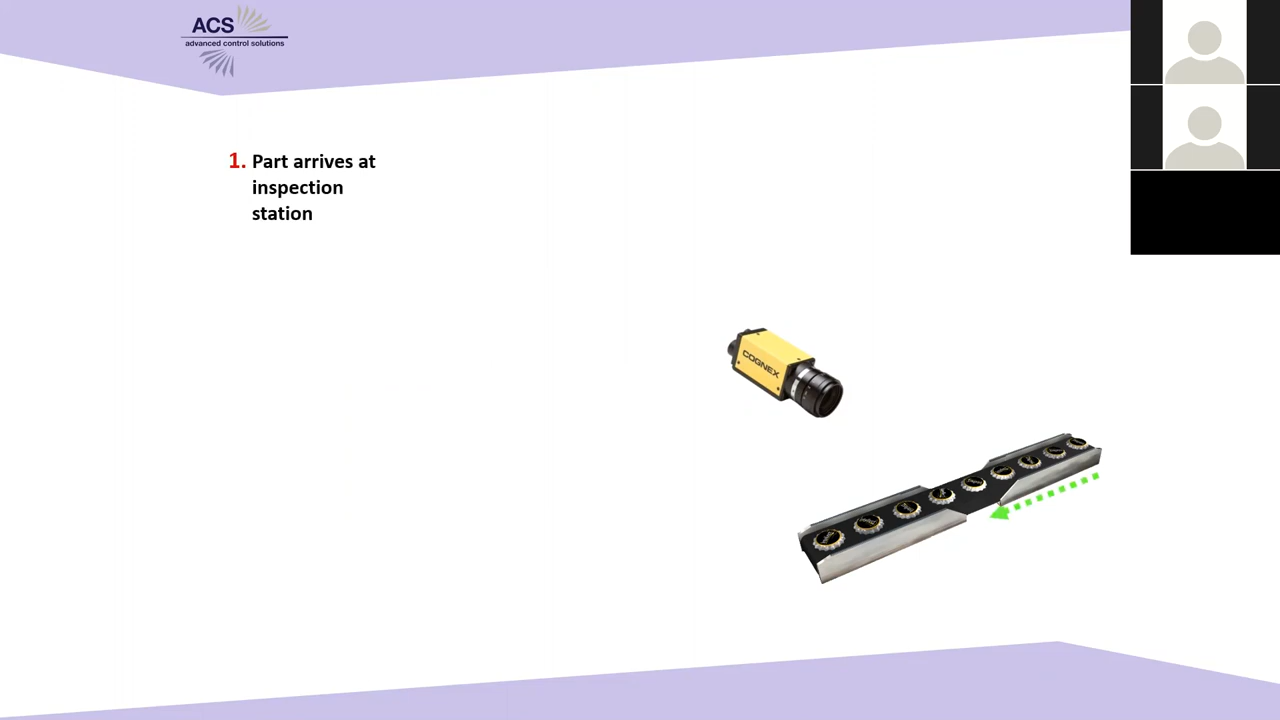 ACS
advanced control solutions
1. Part arrives at
inspection
station
COGNEX